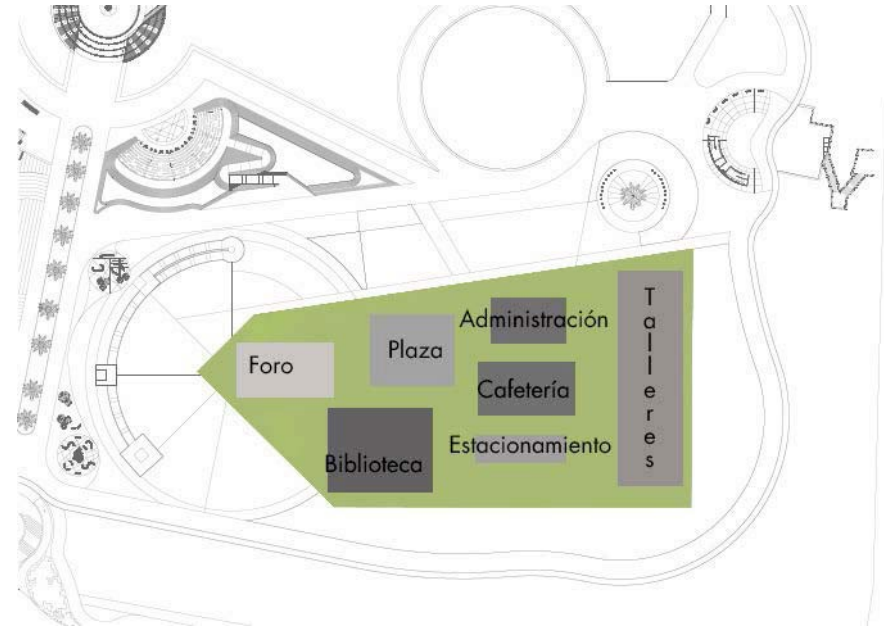 Foro
Plaza
Administración
Cafetería
Estacionamiento
Biblioteca
Talleres